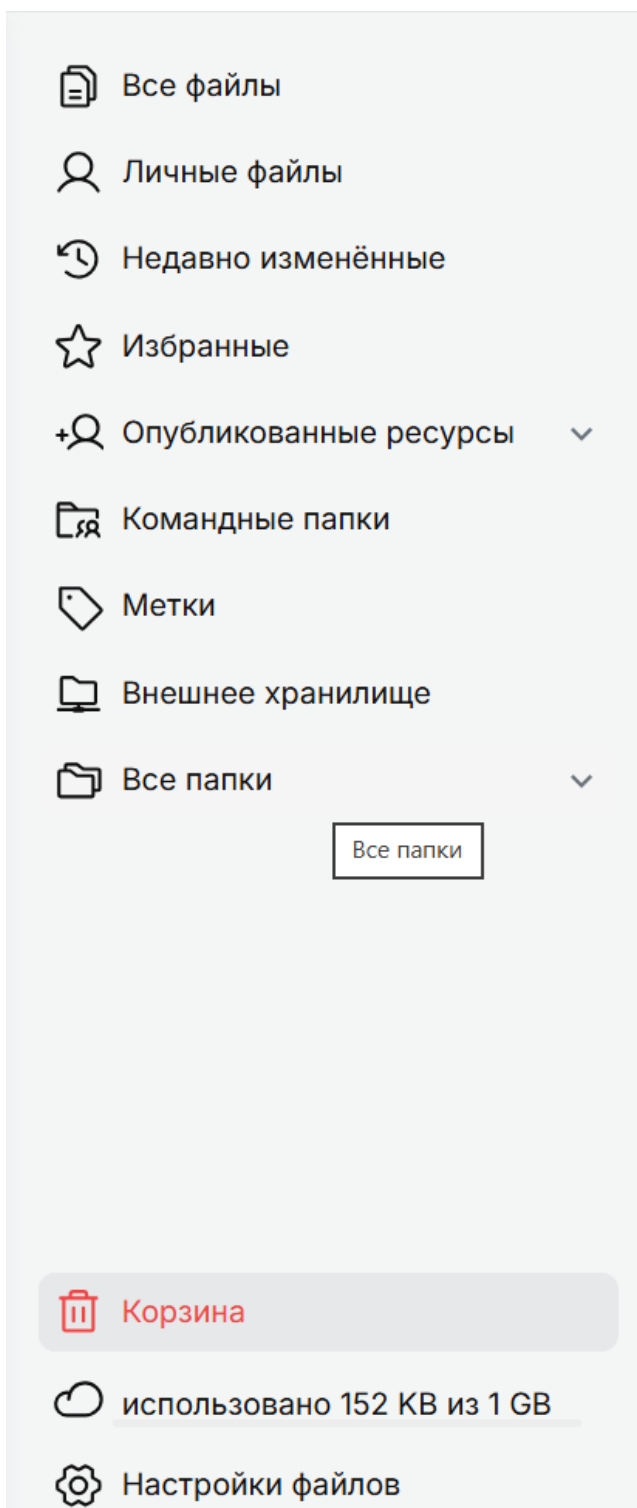 Все файлы
Личные файлы
Недавно изменённые
Избранные
Опубликованные ресурсы
Командные папки
Метки
Внешнее хранилище
Все папки
Все папки
Корзина
использовано 152 KB из 1 GB
Настройки файлов